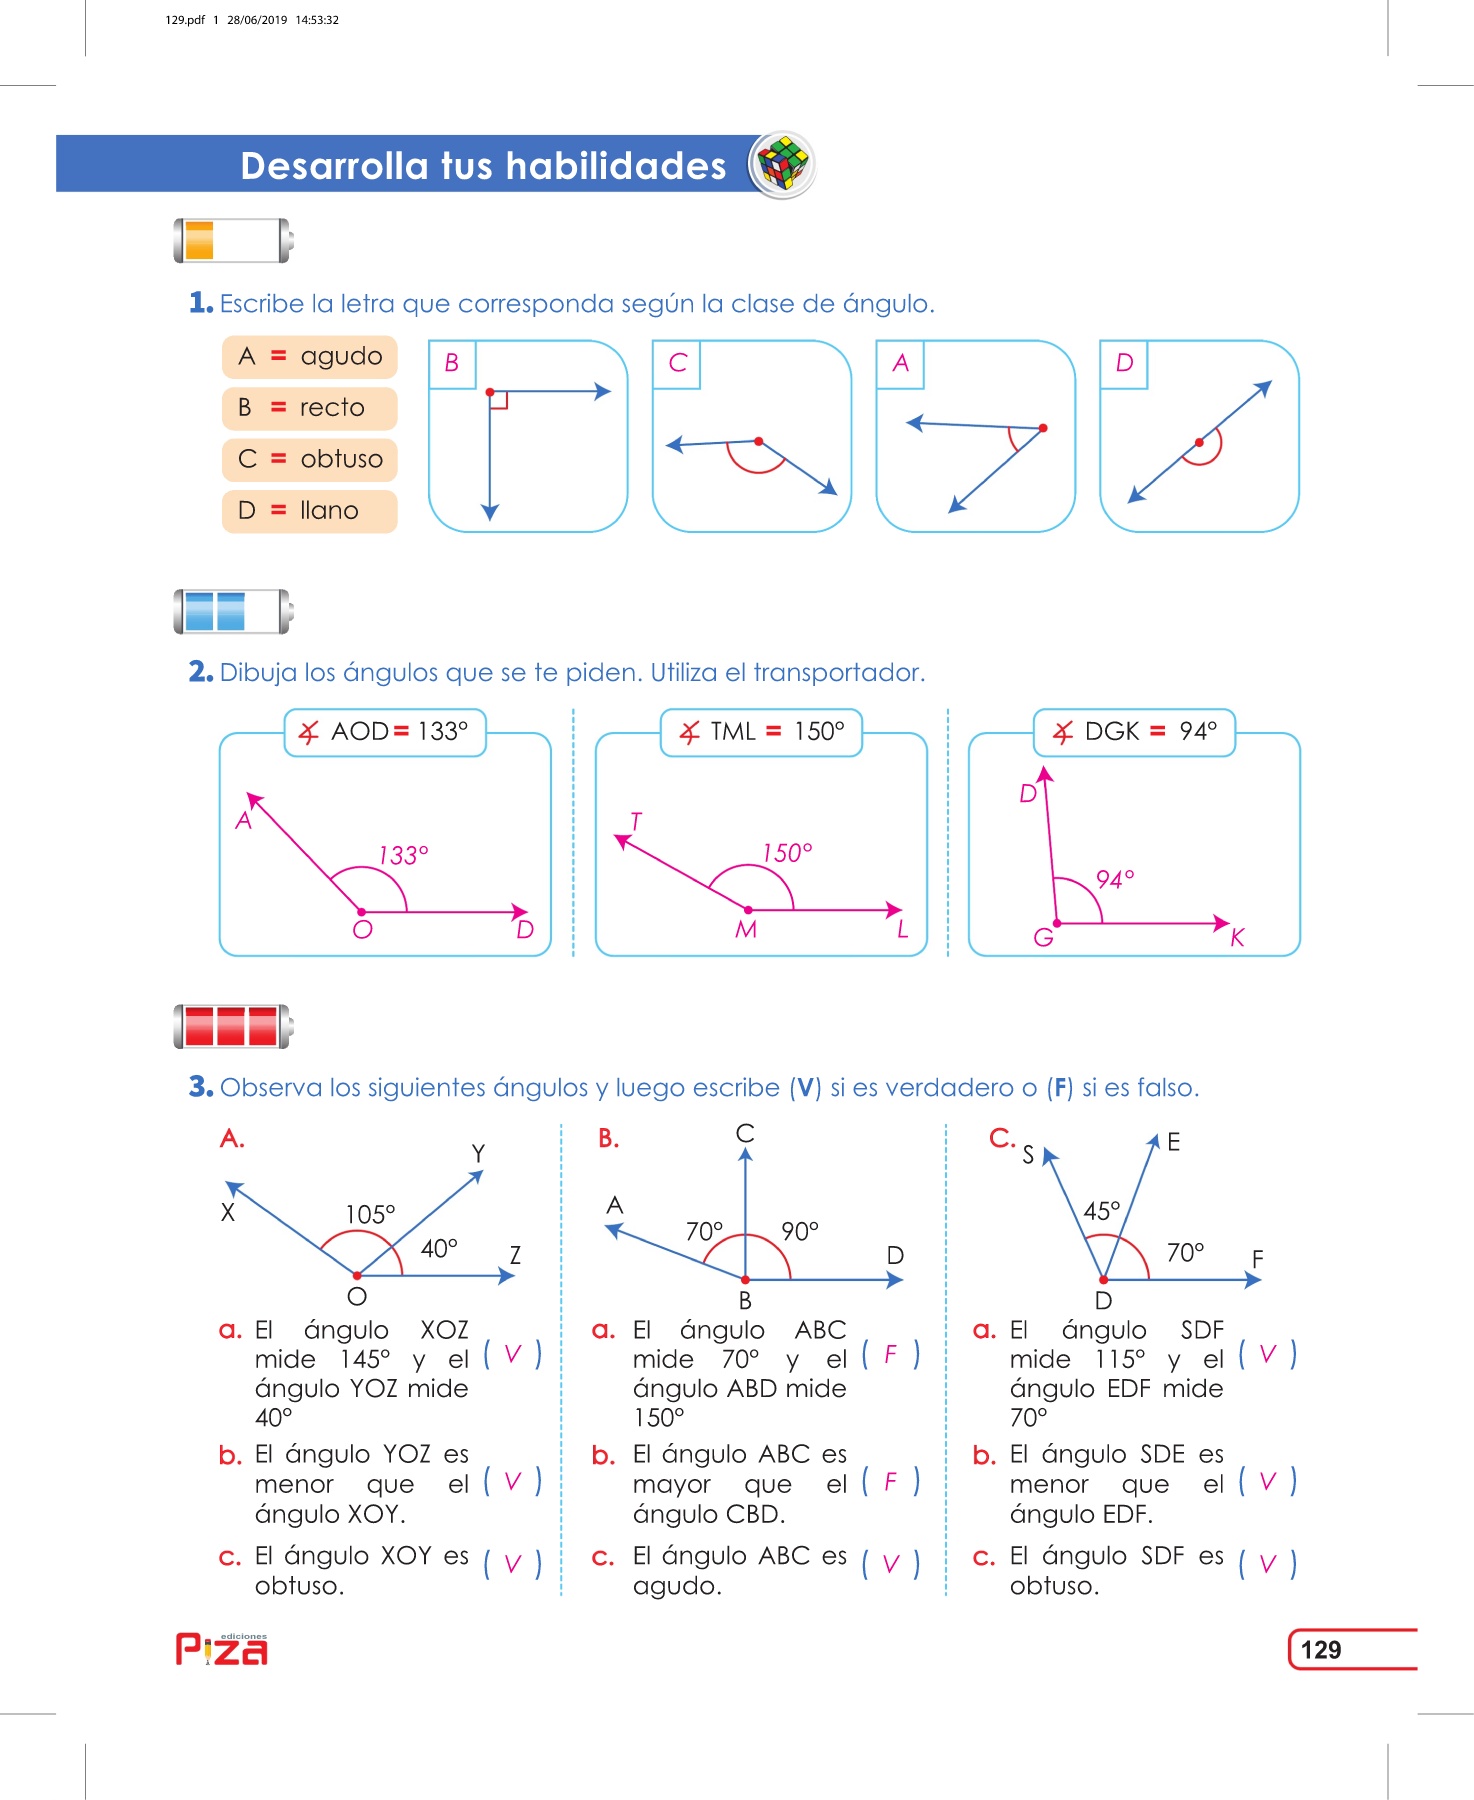 129.pdf 1 28/06/2019 14:53:32
Desarrolla tus habilidades
1. Escribe la letra que corresponda según la clase de ángulo.
A = agudo
B = recto
C = obtuso
D = llano
B
C
A
D
2. Dibuja los ángulos que se te piden. Utiliza el transportador.
∡ AOD = 133°
A
133°
O
D
∡ TML = 150°
T
150°
M
L
∡ DGK = 94°
D
94°
G
K
3. Observa los siguientes ángulos y luego escribe (V) si es verdadero o (F) si es falso.
A.
X
Y
105°
40°
Z
O
a. El ángulo XOZ
mide 145° y el ( V )
ángulo YOZ mide
40°
b. El ángulo YOZ es
menor que el ( V )
ángulo XOY.
c. El ángulo XOY es ( V )
obtuso.
B.
C
A
70°
90°
D
B
a. El ángulo ABC
mide 70° y el ( F )
ángulo ABD mide
150°
b. El ángulo ABC es
mayor que el ( F )
ángulo CBD.
c. El ángulo ABC es ( V )
agudo.
C.
S
E
45°
70°
F
D
a. El ángulo SDF
mide 115° y el ( V )
ángulo EDF mide
70°
b. El ángulo SDE es
menor que el ( V )
ángulo EDF.
c. El ángulo SDF es ( V )
obtuso.
ediciones
Piza
129